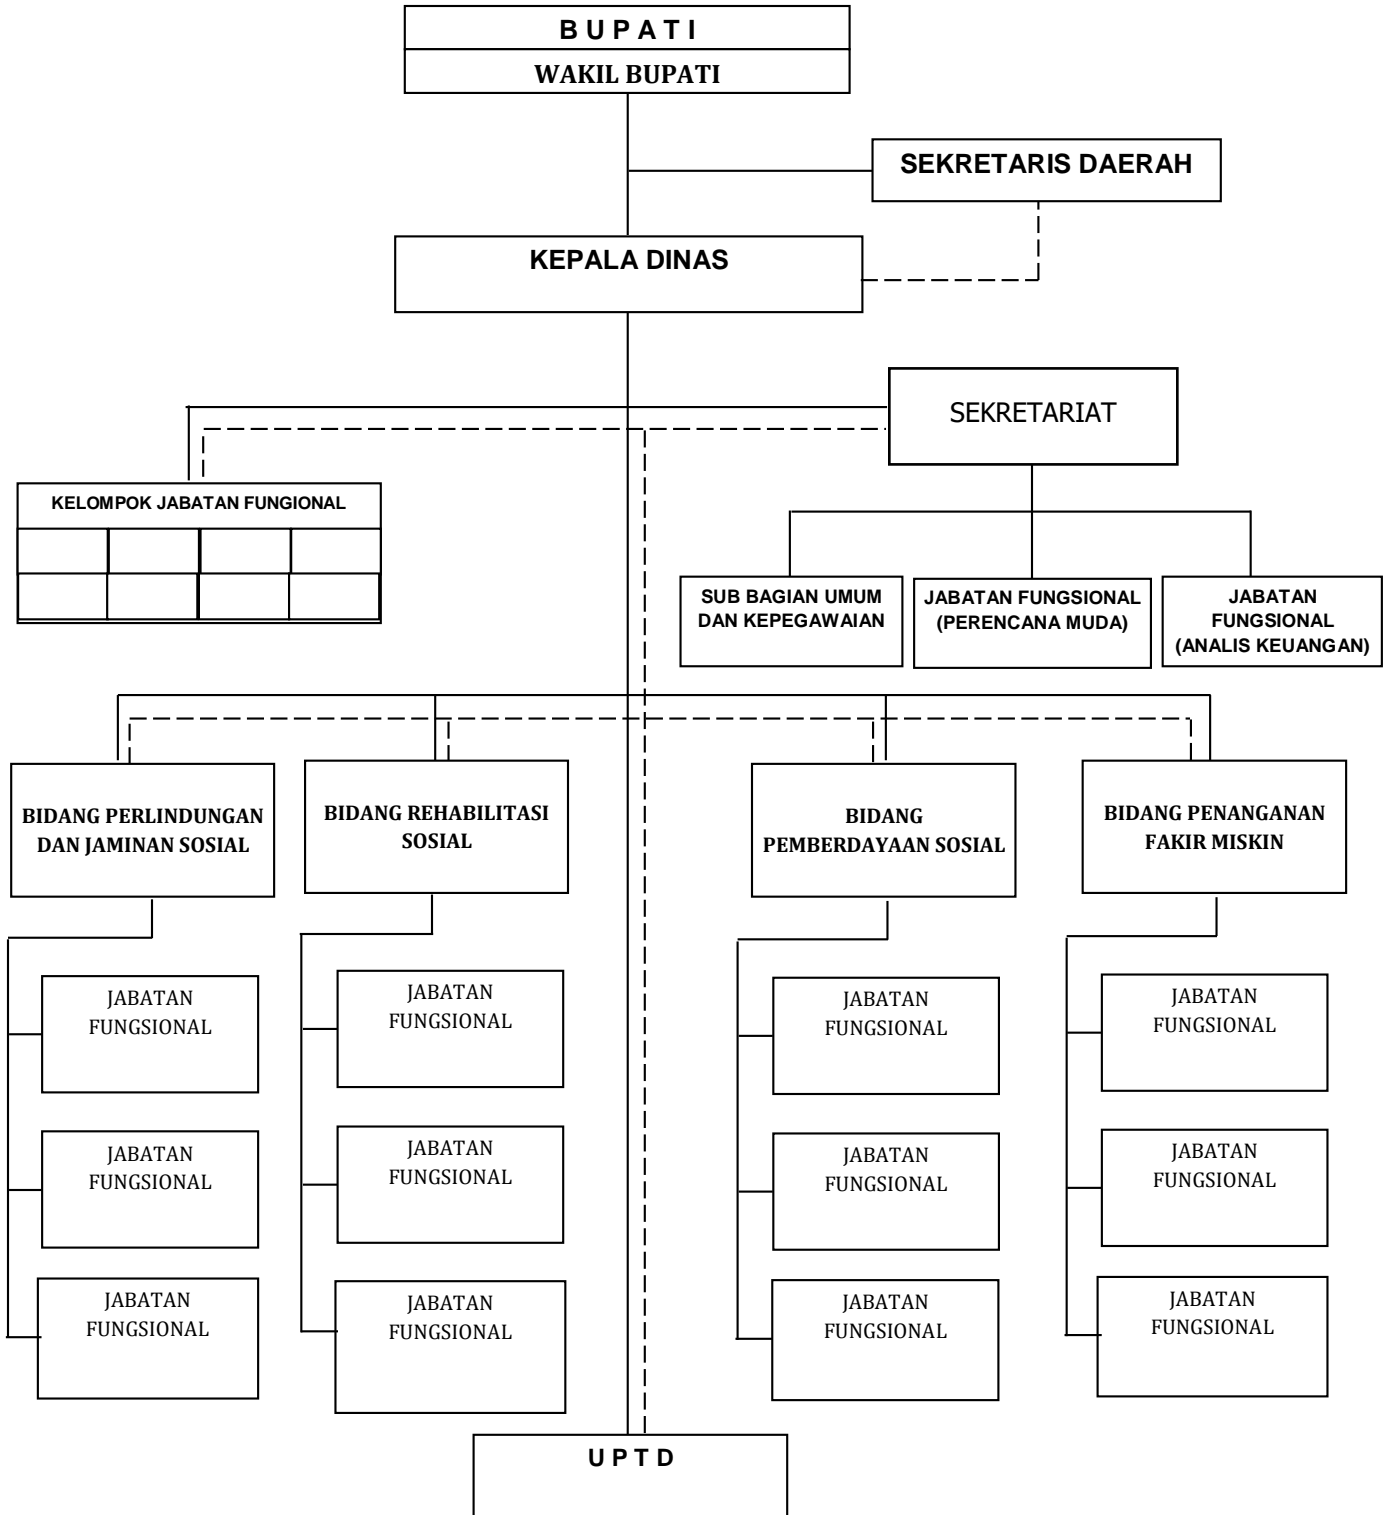 B U P A T I
WAKIL BUPATI
SEKRETARIS DAERAH
KEPALA DINAS
SEKRETARIAT
KELOMPOK JABATAN FUNGIONAL
SUB BAGIAN UMUM
DAN KEPEGAWAIAN
JABATAN FUNGSIONAL
(PERENCANA MUDA)
JABATAN
FUNGSIONAL
(ANALIS KEUANGAN)
BIDANG PERLINDUNGAN
DAN JAMINAN SOSIAL
BIDANG REHABILITASI
SOSIAL
BIDANG
PEMBERDAYAAN SOSIAL
BIDANG PENANGANAN
FAKIR MISKIN
JABATAN
FUNGSIONAL
JABATAN
FUNGSIONAL
JABATAN
FUNGSIONAL
JABATAN
FUNGSIONAL
JABATAN
FUNGSIONAL
JABATAN
FUNGSIONAL
JABATAN
FUNGSIONAL
JABATAN
FUNGSIONAL
JABATAN
FUNGSIONAL
JABATAN
FUNGSIONAL
JABATAN
FUNGSIONAL
JABATAN
FUNGSIONAL
U P T D